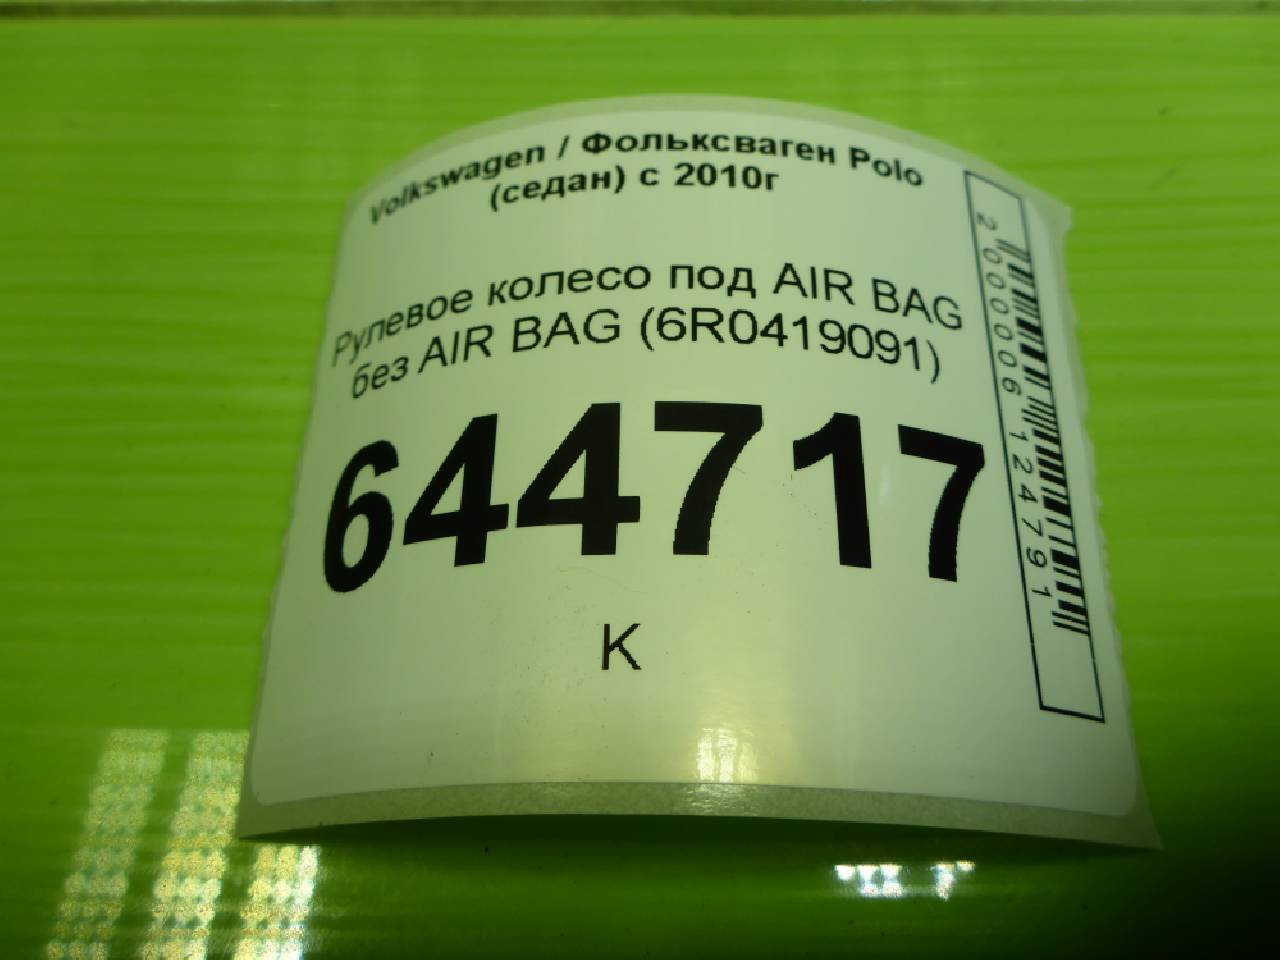 Volkswagen / Фольксваген Polo
(седан) с 2010г
Рулевое колесо под AIR BAG
без AIR BAG (6R0419091)
644717
К
2000006124791